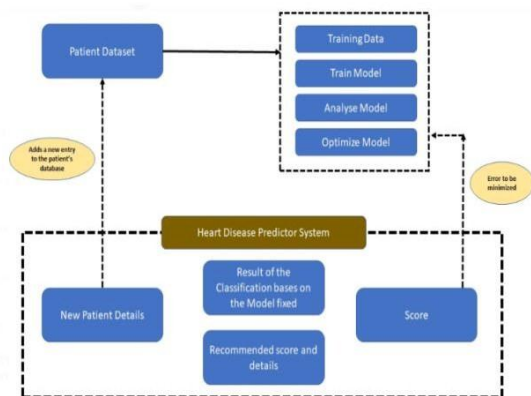 Patient Dataset
Training Data
Train Model
Analyse Model
Optimize Model
Adds a new entry
to the patient's
database
Error to be
minimized
Heart Disease Predictor System
New Patient Details
Result of the
Classification bases on
the Model fixed
Score
Recommended score and
details